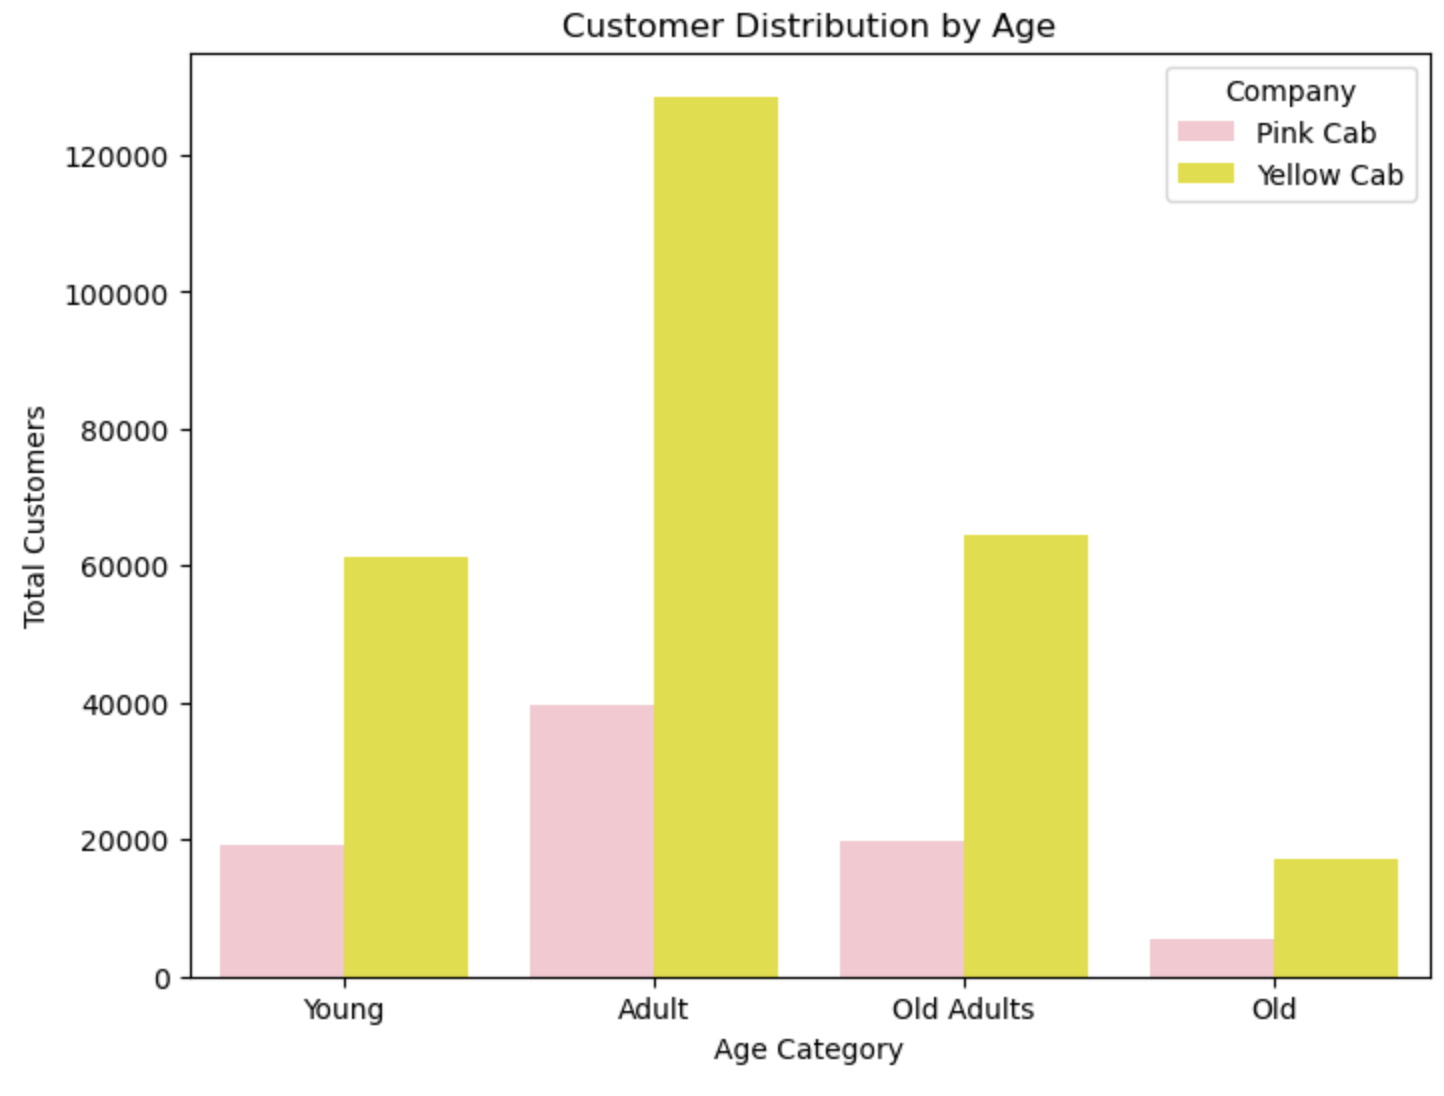 Customer Distribution by Age
Company
Pink Cab
Yellow Cab
120000
100000
80000
60000
40000
20000
0
Total Customers
Young Adult Old Adults Old
Age Category